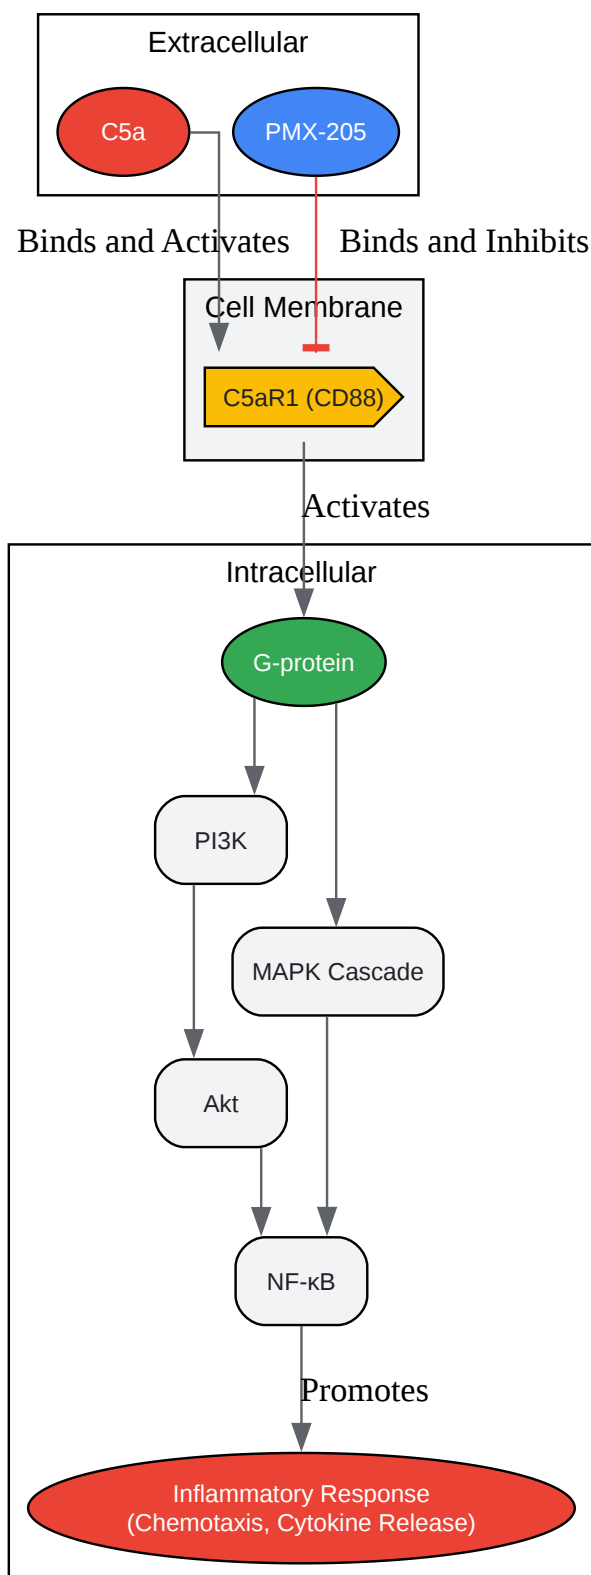 Extracellular
C5a
PMX-205
Binds and Activates
Binds and Inhibits
Cell Membrane
C5aR1 (CD88)
Activates
Intracellular
G-protein
PI3K
MAPK Cascade
Akt
NF-κB
Promotes
Inflammatory Response
(Chemotaxis, Cytokine Release)